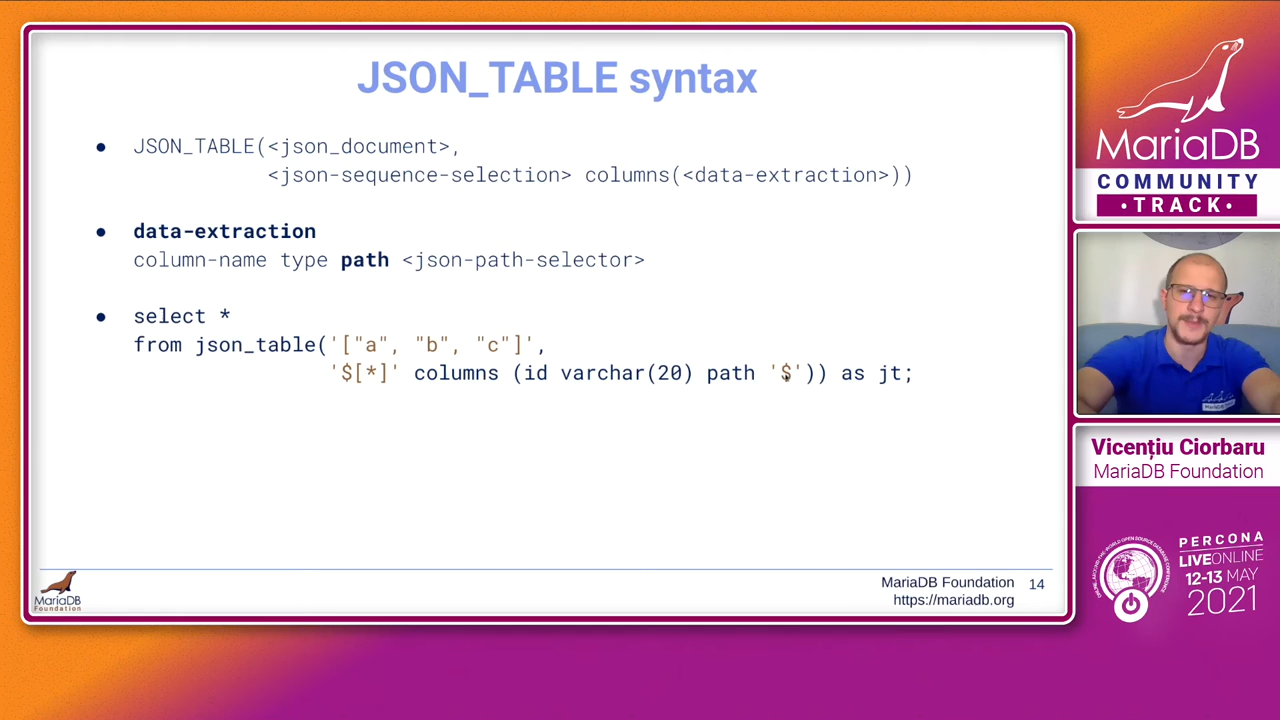 JSON_TABLE syntax
● JSON_TABLE(<json_document>,
<json-sequence-selection> columns(<data-extraction>))
● data-extraction
column-name type path <json-path-selector>
● select *
from json_table('["a", "b", "c"]',
'$[*]' columns (id varchar(20) path '$')) as jt;
MariaDB
Foundation
MariaDB Foundation 14
https://mariadb.org
MariaDB
COMMUNITY
•TRACK•
Vicențiu Ciorbaru
MariaDB Foundation
PERCONA
LIVEONLINE
12-13 MAY
2021